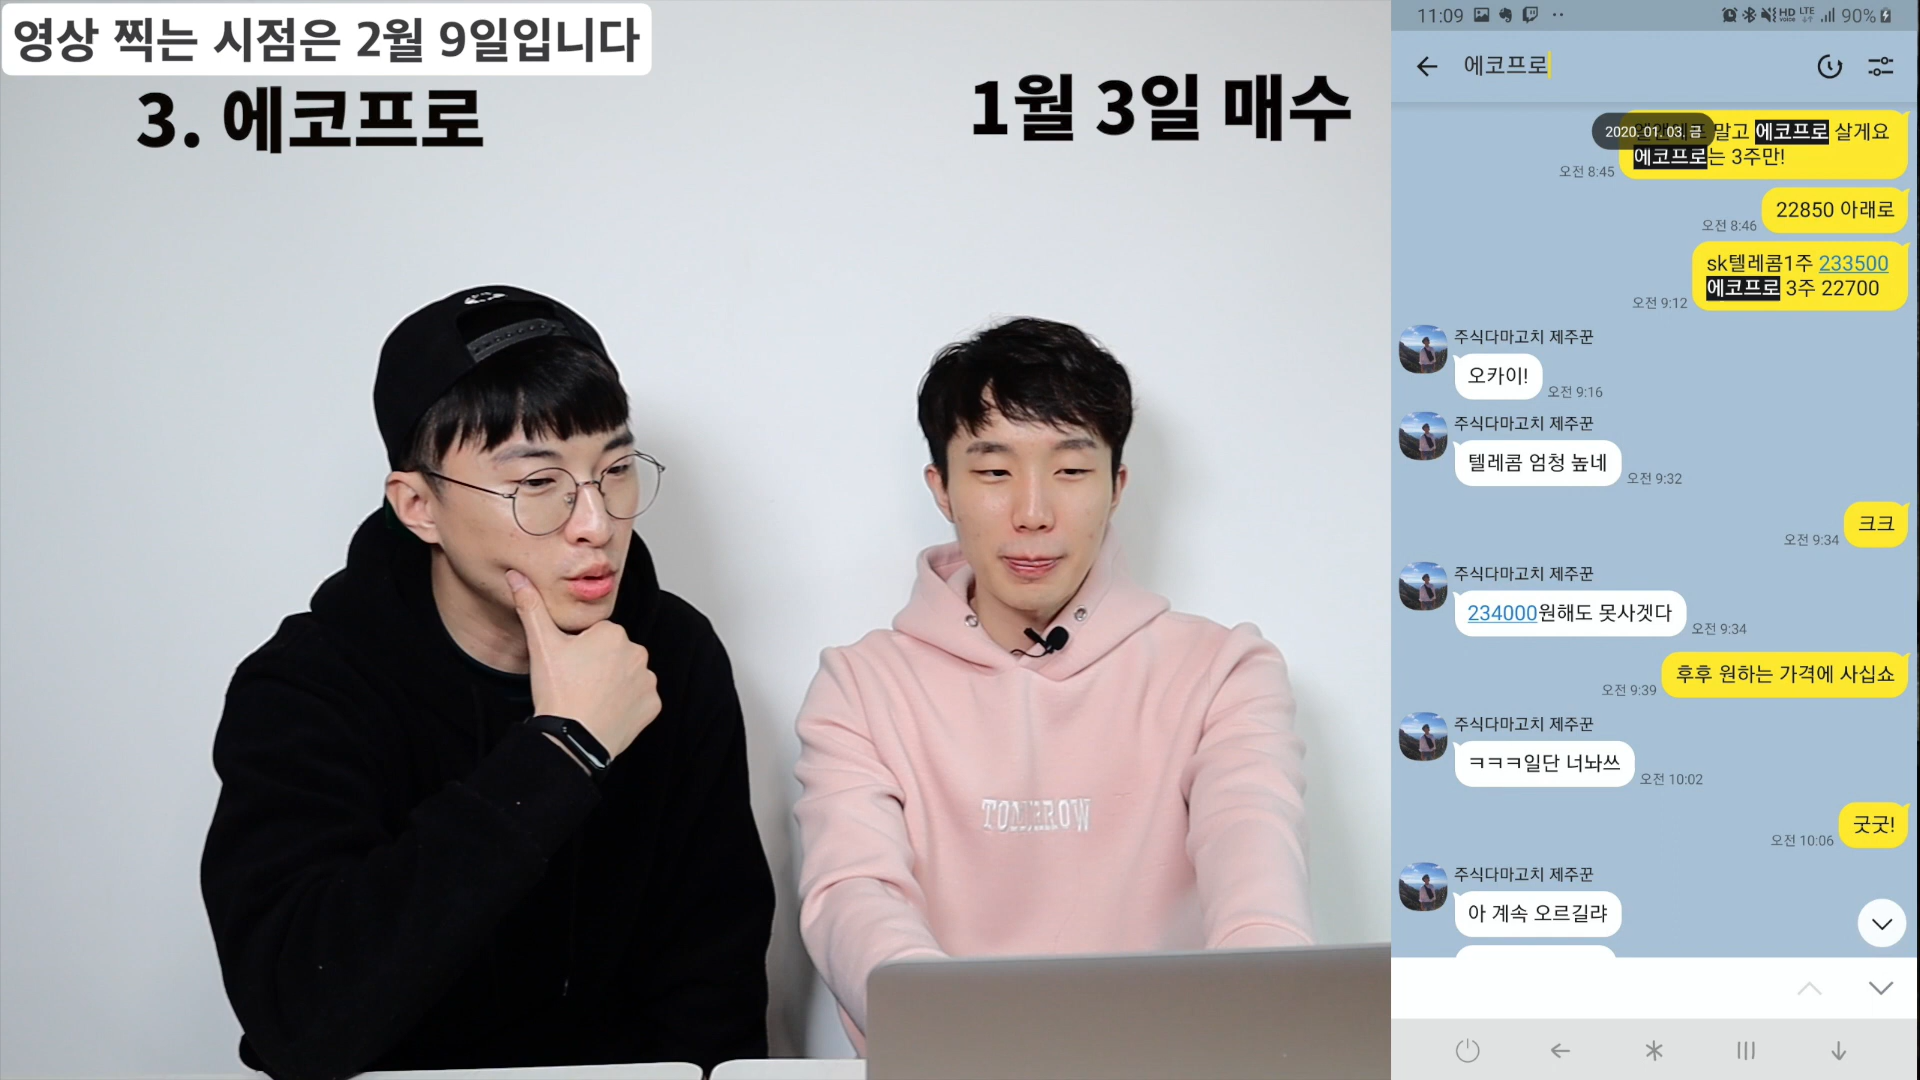 영상 찍는 시점은 2월 9일입니다
3. 에코프로
1월 3일 매수
TOMORROW
11:09
HD voice LTE 90%
에코프로
2020. 01. 03. 금
말고 에코프로 살게요
에코프로는 3주만!
오전 8:45
22850 아래로
오전 8:46
sk텔레콤1주 233500
에코프로 3주 22700
오전 9:12
주식다마고치 제주꾼
오카이!
오전 9:16
주식다마고치 제주꾼
텔레콤 엄청 높네
오전 9:32
크크
오전 9:34
주식다마고치 제주꾼
234000원해도 못사겟다
오전 9:34
후후 원하는 가격에 사십쇼
오전 9:39
주식다마고치 제주꾼
ㅋㅋㅋ일단 너놔쓰
오전 10:02
굿굿!
오전 10:06
주식다마고치 제주꾼
아 계속 오르길랴